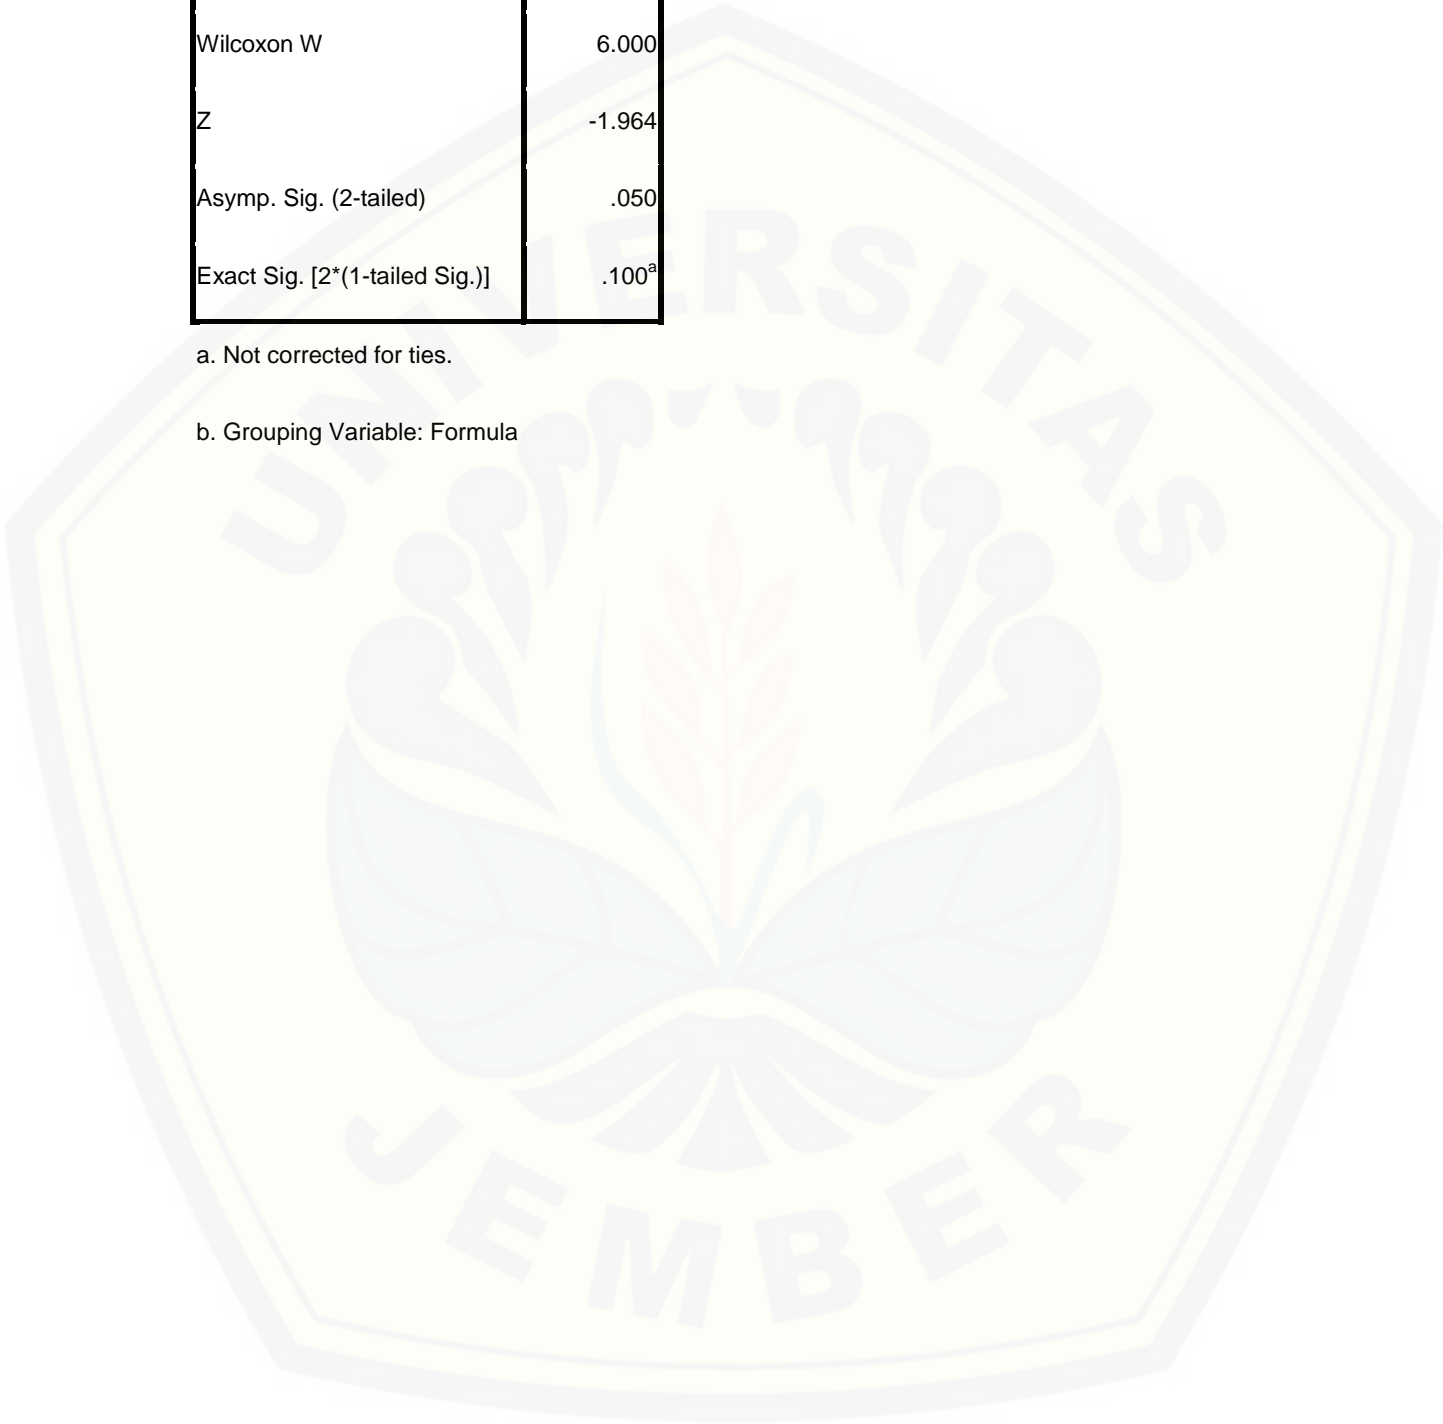 Wilcoxon W 6.000
Z -1.964
Asymp. Sig. (2-tailed) .050
Exact Sig. [2*(1-tailed Sig.)] .100a
a. Not corrected for ties.
b. Grouping Variable: Formula
UNIVERSITAS
JEMBER